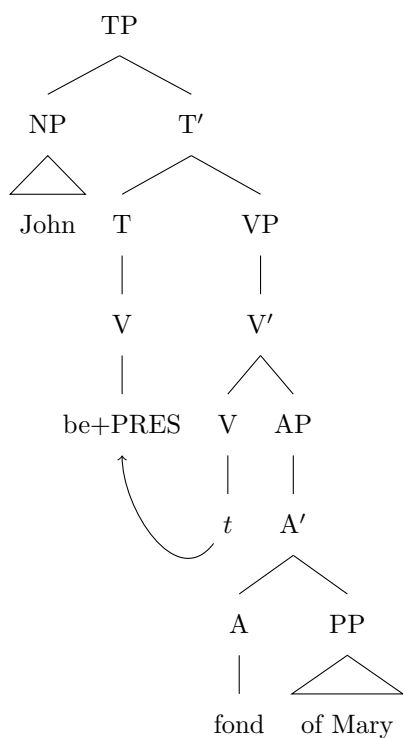 TP
NP T′
John T VP
V V′
be+PRES V AP
t A′
A PP
fond of Mary